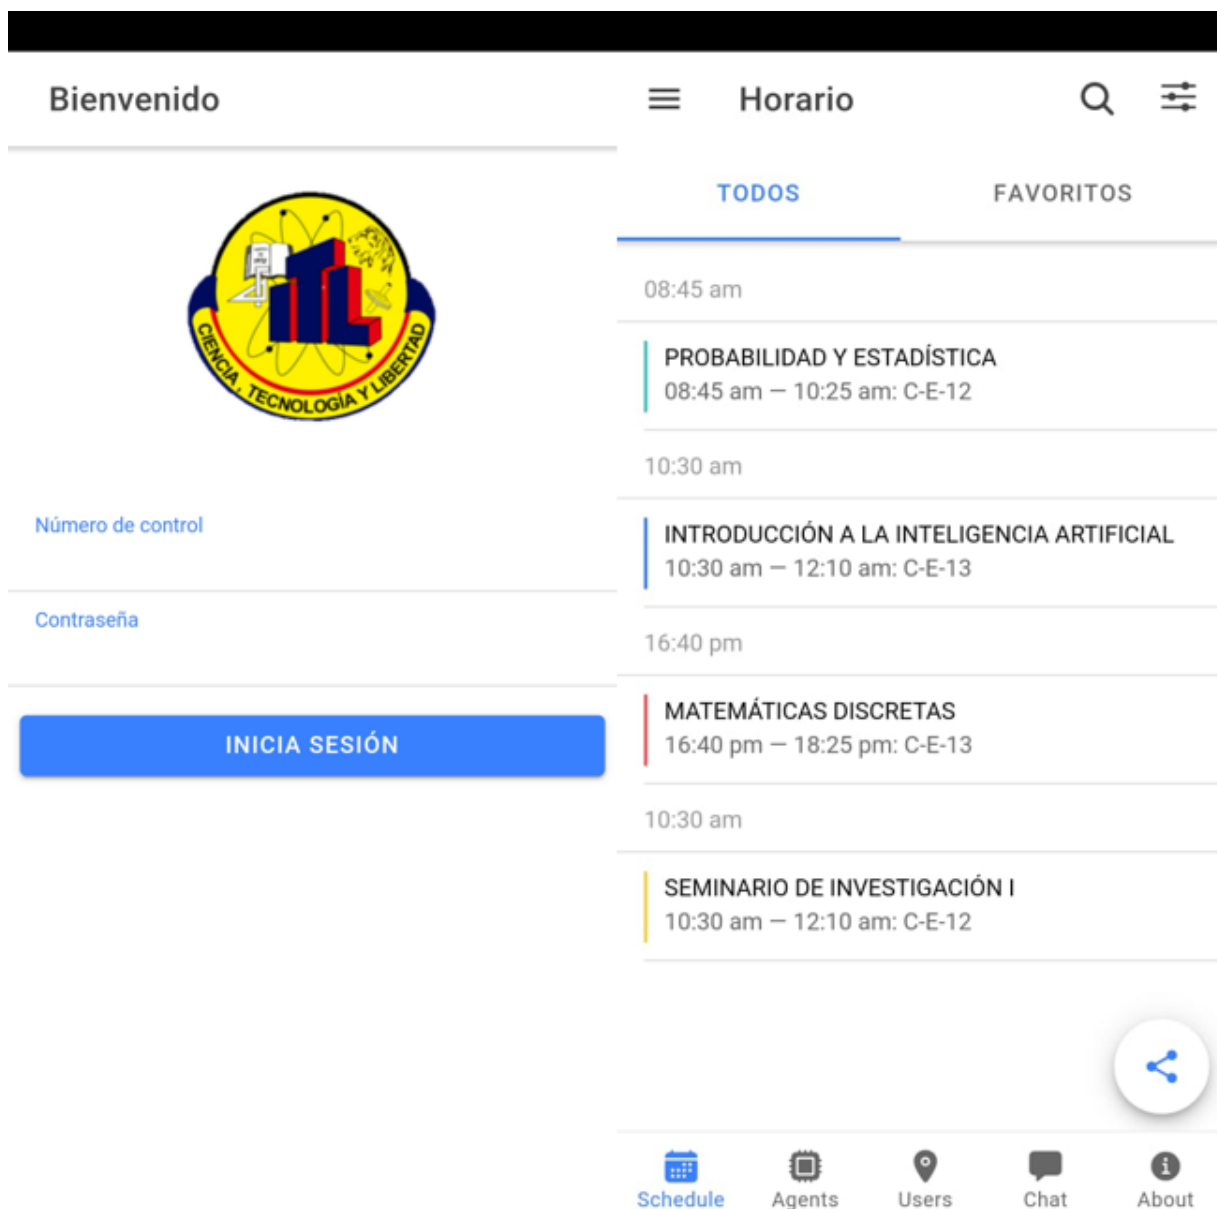 Bienvenido
ITL
CIENCIA, TECNOLOGÍA Y LIBERTAD
Número de control
Contraseña
INICIA SESIÓN
Horario
TODOS FAVORITOS
08:45 am
PROBABILIDAD Y ESTADÍSTICA
08:45 am — 10:25 am: C-E-12
10:30 am
INTRODUCCIÓN A LA INTELIGENCIA ARTIFICIAL
10:30 am — 12:10 am: C-E-13
16:40 pm
MATEMÁTICAS DISCRETAS
16:40 pm — 18:25 pm: C-E-13
10:30 am
SEMINARIO DE INVESTIGACIÓN I
10:30 am — 12:10 am: C-E-12
Schedule Agents Users Chat About